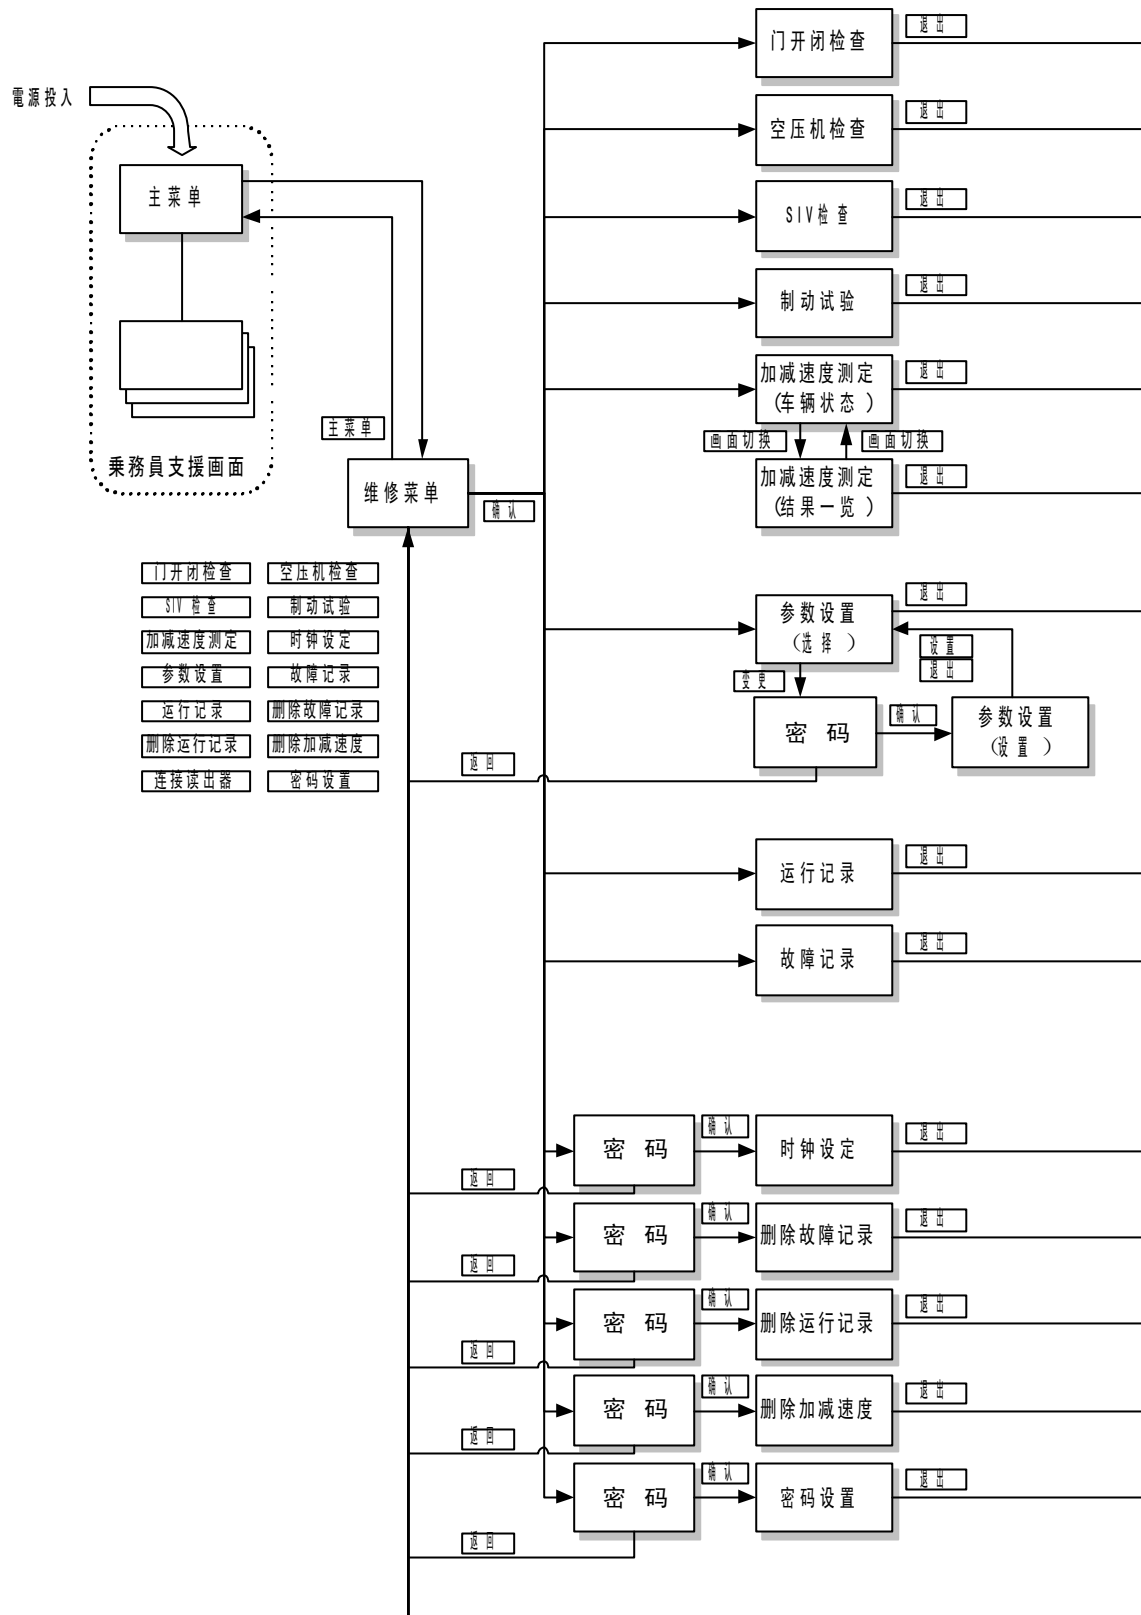 门开闭检查
退出
電源投入
空压机检查
退出
主菜单
SIV检查
退出
制动试验
退出
加减速度测定
(车辆状态)
退出
画面切换
画面切换
主菜单
乗務員支援画面
维修菜单
确认
加减速度测定
(结果一览)
退出
门开闭检查
空压机检查
SIV 检查
制动试验
加减速度测定
时钟设定
参数设置
故障记录
运行记录
删除故障记录
删除运行记录
删除加减速度
连接读出器
密码设置
参数设置
(选择)
退出
设置
退出
变更
密 码
确认
参数设置
(设置)
返回
运行记录
退出
故障记录
退出
密 码
确认
时钟设定
退出
返回
密 码
确认
删除故障记录
退出
返回
密 码
确认
删除运行记录
退出
返回
密 码
确认
删除加减速度
退出
返回
密 码
确认
密码设置
退出
返回